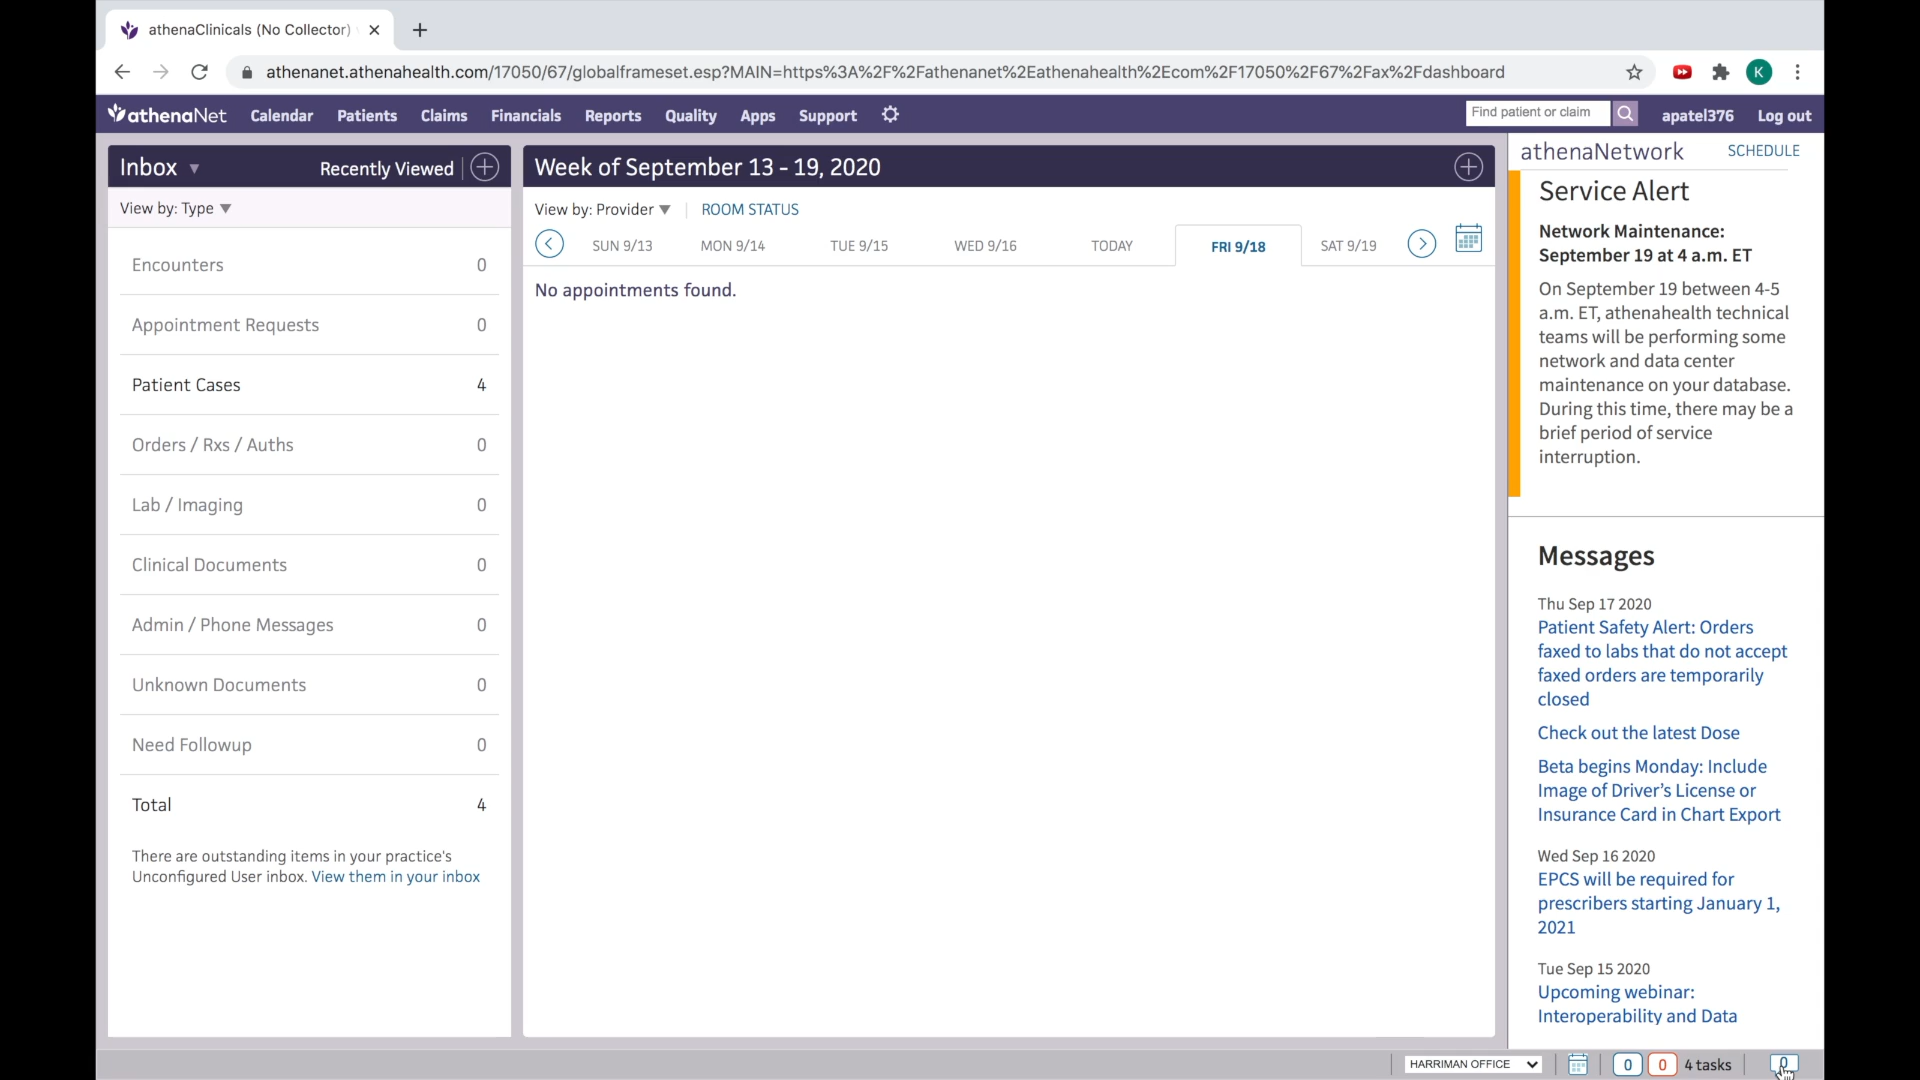 athenaClinicals (No Collector)
athenanet.athenahealth.com/17050/67/globalframeset.esp?MAIN=https%3A%2F%2Fathenanet%2Eathenahealth%2Ecom%2F17050%2F67%2Fax%2Fdashboard
K
athenaNet Calendar Patients Claims Financials Reports Quality Apps Support Find patient or claim apatel376 Log out
Inbox Recently Viewed
View by: Type
Encounters 0
Appointment Requests 0
Patient Cases 4
Orders / Rxs / Auths 0
Lab / Imaging 0
Clinical Documents 0
Admin / Phone Messages 0
Unknown Documents 0
Need Followup 0
Total 4
There are outstanding items in your practice's
Unconfigured User inbox. View them in your inbox
Week of September 13 - 19, 2020
View by: Provider ROOM STATUS
SUN 9/13 MON 9/14 TUE 9/15 WED 9/16 TODAY FRI 9/18 SAT 9/19
No appointments found.
athenaNetwork SCHEDULE
Service Alert
Network Maintenance:
September 19 at 4 a.m. ET
On September 19 between 4-5
a.m. ET, athenahealth technical
teams will be performing some
network and data center
maintenance on your database.
During this time, there may be a
brief period of service
interruption.
Messages
Thu Sep 17 2020
Patient Safety Alert: Orders
faxed to labs that do not accept
faxed orders are temporarily
closed
Check out the latest Dose
Beta begins Monday: Include
Image of Driver’s License or
Insurance Card in Chart Export
Wed Sep 16 2020
EPCS will be required for
prescribers starting January 1,
2021
Tue Sep 15 2020
Upcoming webinar:
Interoperability and Data
HARRIMAN OFFICE 0 0 4 tasks 0